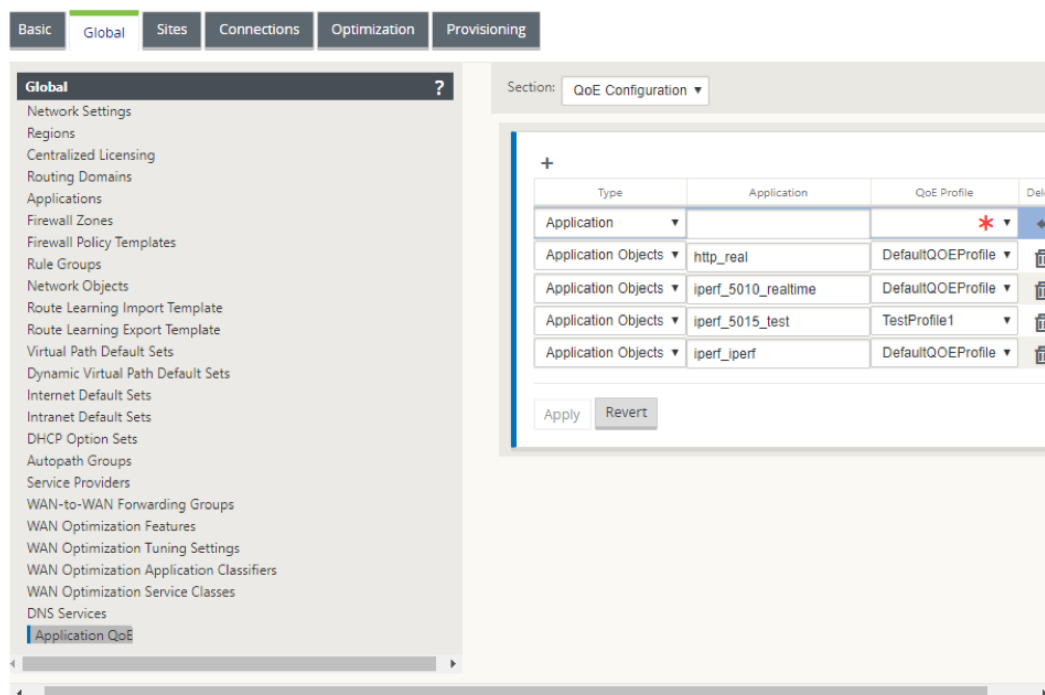 Basic Global Sites Connections Optimization Provisioning
Global ?
Network Settings
Regions
Centralized Licensing
Routing Domains
Applications
Firewall Zones
Firewall Policy Templates
Rule Groups
Network Objects
Route Learning Import Template
Route Learning Export Template
Virtual Path Default Sets
Dynamic Virtual Path Default Sets
Internet Default Sets
Intranet Default Sets
DHCP Option Sets
Autopath Groups
Service Providers
WAN-to-WAN Forwarding Groups
WAN Optimization Features
WAN Optimization Tuning Settings
WAN Optimization Application Classifiers
WAN Optimization Service Classes
DNS Services
Application QoE
Section: QoE Configuration
+
Type Application QoE Profile Del
Application *
Application Objects http_real DefaultQOEProfile
Application Objects iperf_5010_realtime DefaultQOEProfile
Application Objects iperf_5015_test TestProfile1
Application Objects iperf_iperf DefaultQOEProfile
Apply Revert